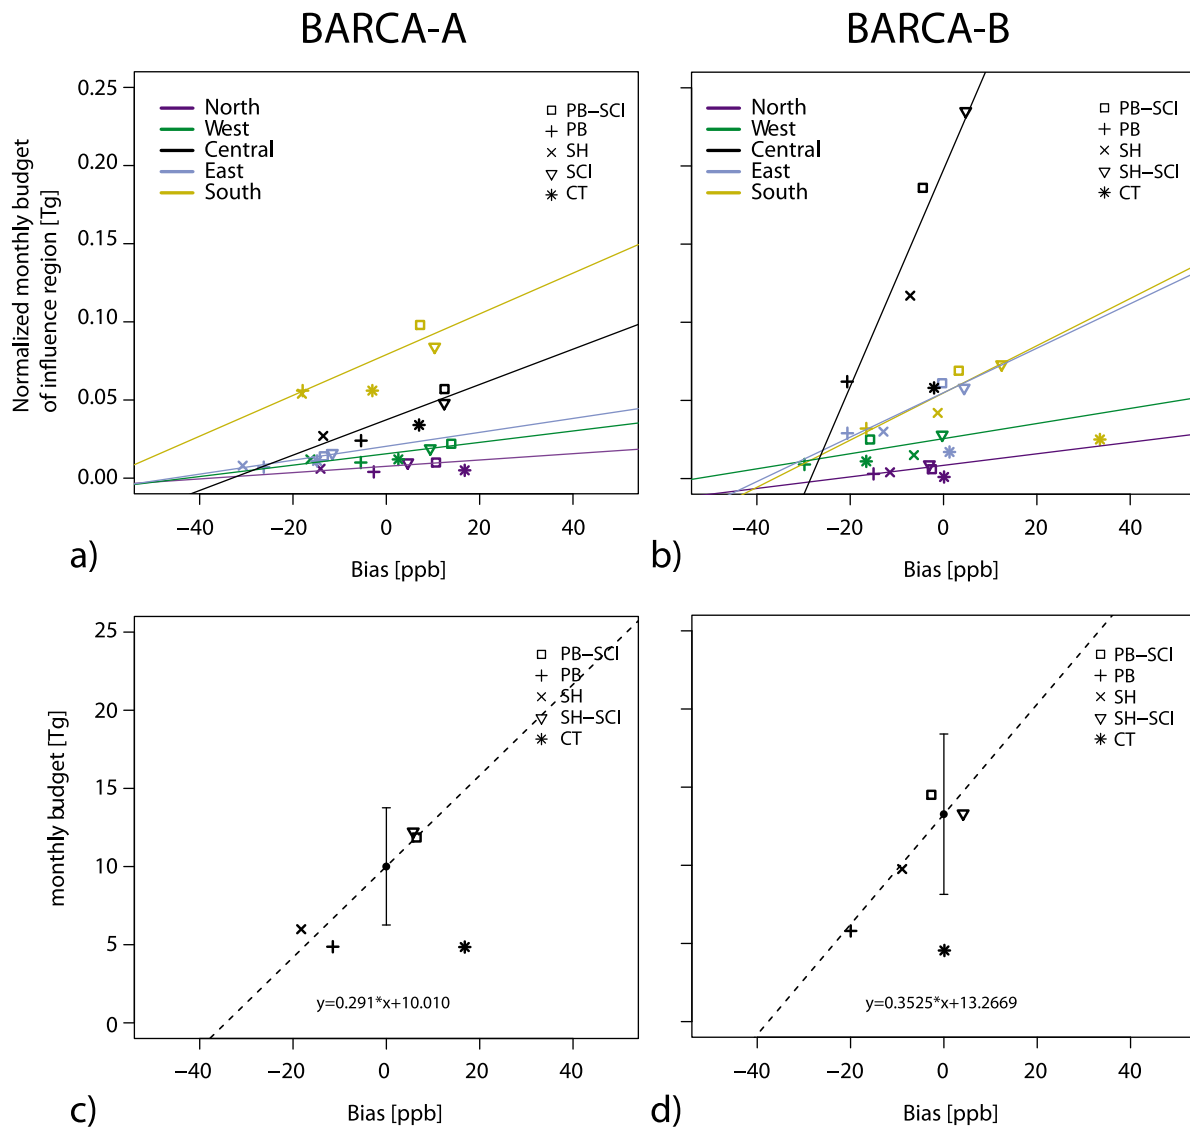 BARCA-A
BARCA-B
Normalized monthly budget
of influence region [Tg]
0.25
0.20
0.15
0.10
0.05
0.00
North
West
Central
East
South
PB−SCI
PB
SH
SCI
CT
−40
−20
0
20
40
a)
Bias [ppb]
North
West
Central
East
South
PB−SCI
PB
SH
SH−SCI
CT
−40
−20
0
20
40
b)
Bias [ppb]
monthly budget [Tg]
25
20
15
10
5
0
PB−SCI
PB
SH
SH−SCI
CT
y=0.291*x+10.010
−40
−20
0
20
40
c)
Bias [ppb]
PB−SCI
PB
SH
SH−SCI
CT
y=0.3525*x+13.2669
−40
−20
0
20
40
d)
Bias [ppb]